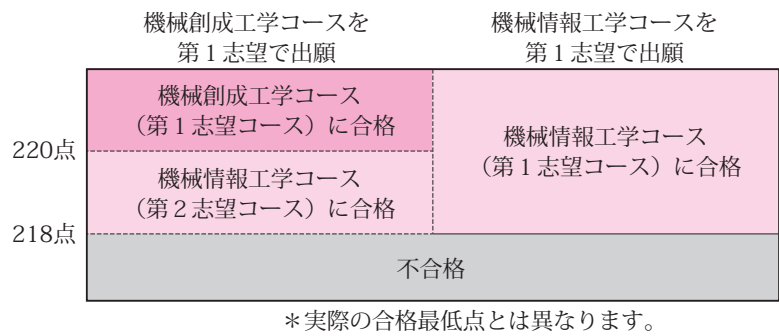 機械創成工学コースを
第1志望で出願
機械情報工学コースを
第1志望で出願
機械創成工学コース
（第1志望コース）に合格
220点
機械情報工学コース
（第2志望コース）に合格
機械情報工学コース
（第1志望コース）に合格
218点
不合格
＊実際の合格最低点とは異なります。